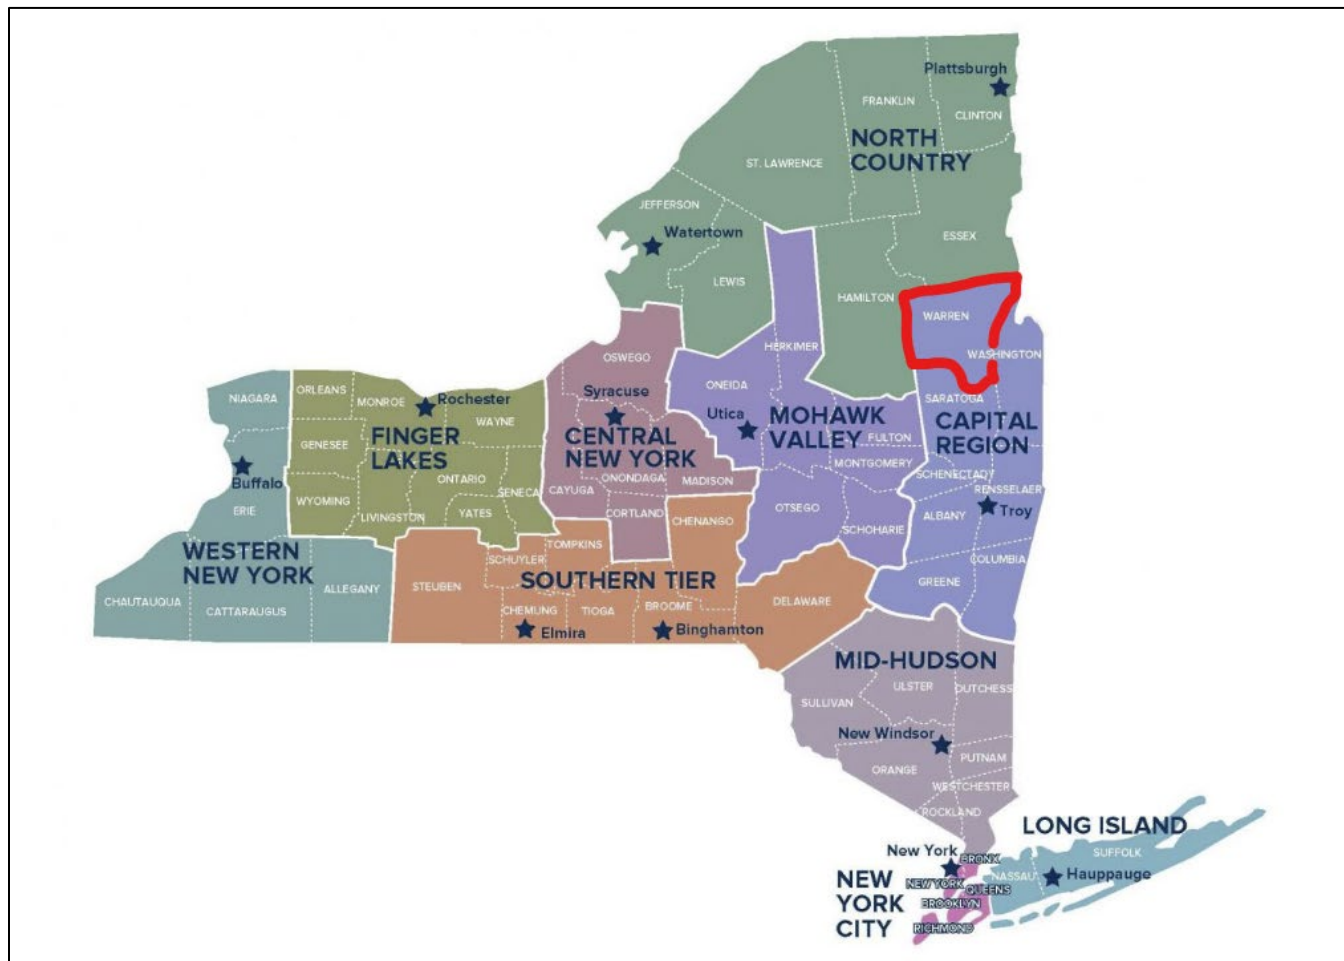 Plattsburgh
FRANKLIN
CLINTON
NORTH
COUNTRY
ST. LAWRENCE
JEFFERSON
Watertown
ESSEX
LEWIS
HAMILTON
WARREN
HERKIMER
WASHINGTON
OSWEGO
ONEIDA
NIAGARA
ORLEANS
MONROE
Rochester
WAYNE
Syracuse
Utica
MOHAWK
VALLEY
SARATOGA
CAPITAL
REGION
FINGER
LAKES
CENTRAL
NEW YORK
FULTON
MONTGOMERY
GENESEE
Buffalo
ERIE
WYOMING
LIVINGSTON
ONTARIO
YATES
SENECA
CAYUGA
ONONDAGA
MADISON
CORTLAND
CHENANGO
OTSEGO
SCHOHARIE
SCHENECTADY
RENSSELAER
ALBANY
Troy
COLUMBIA
GREENE
WESTERN
NEW YORK
CHAUTAUQUA
CATTARAUGUS
ALLEGANY
STEUBEN
SCHUYLER
TOMPKINS
SOUTHERN TIER
CHEMUNG
Elmira
TIOGA
BROOME
Binghamton
DELAWARE
MID-HUDSON
ULSTER
DUTCHESS
SULLIVAN
New Windsor
ORANGE
PUTNAM
WESTCHESTER
ROCKLAND
LONG ISLAND
New York
BRONX
NEW YORK
QUEENS
BROOKLYN
RICHMOND
NEW
YORK
CITY
NASSAU
SUFFOLK
Hauppauge